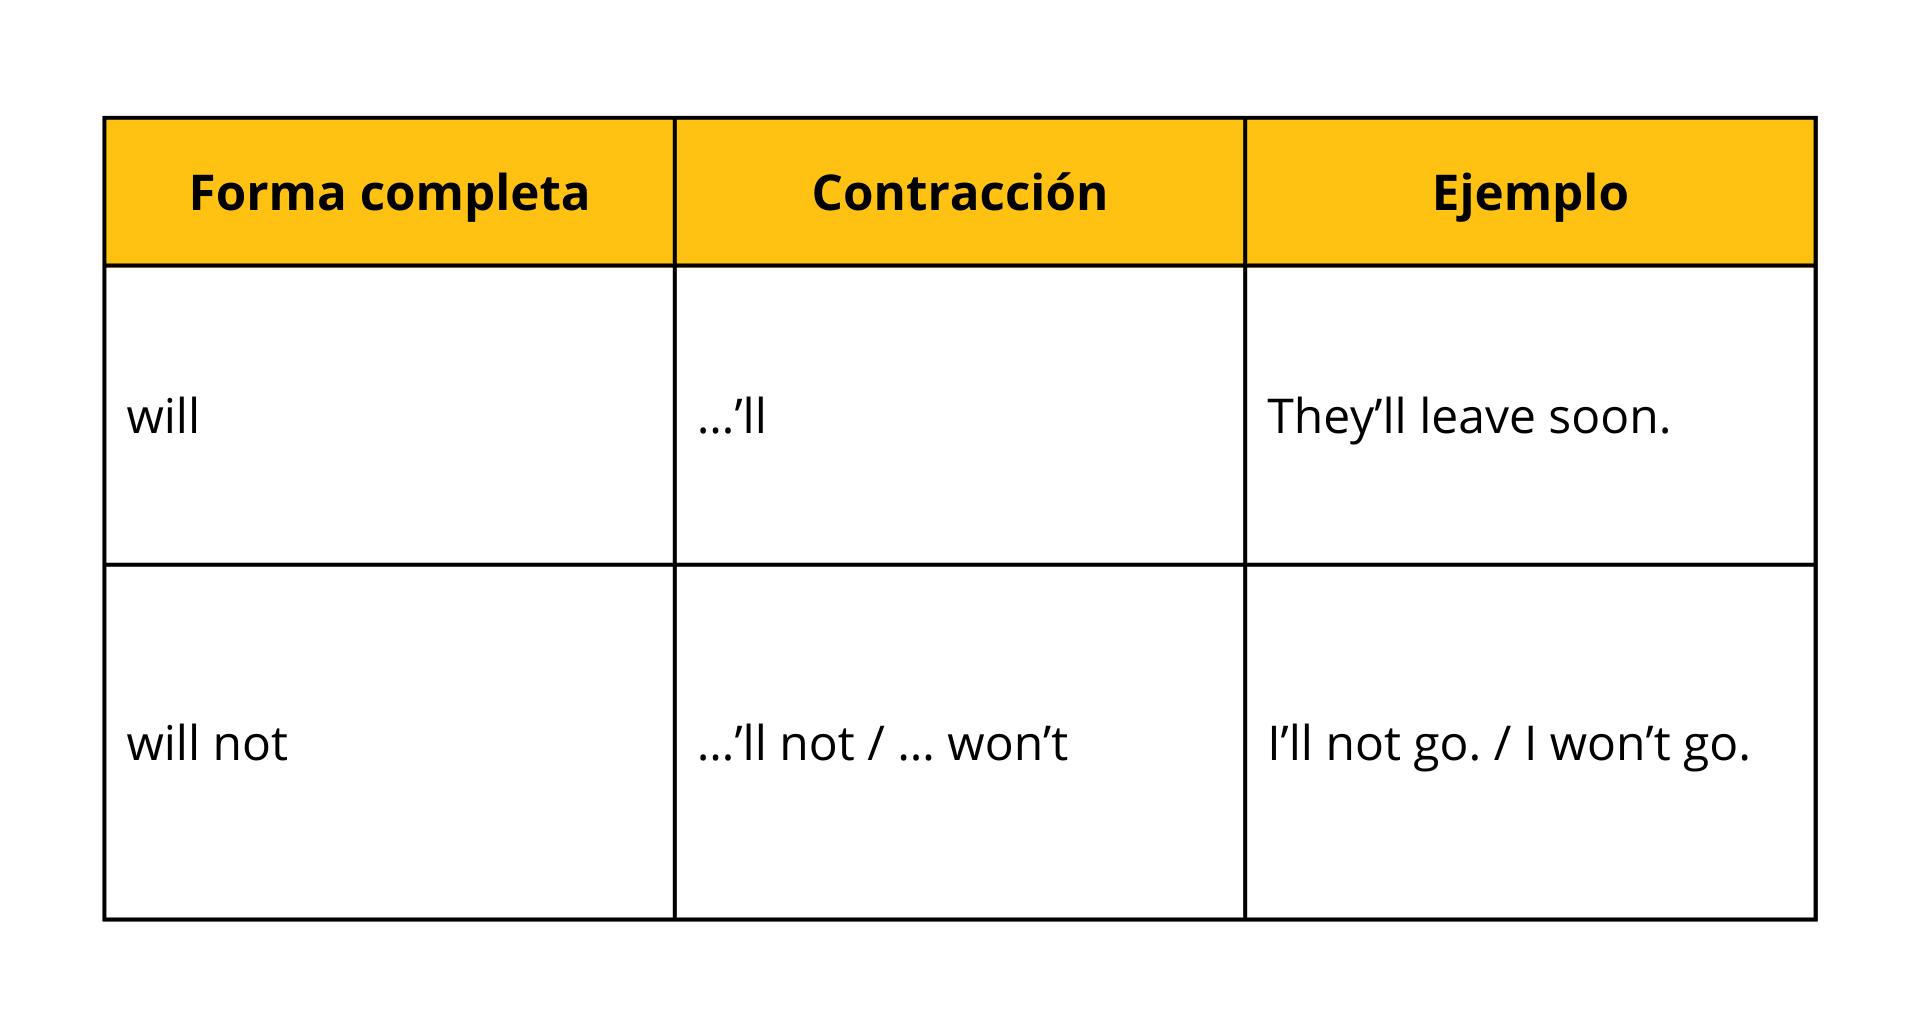 Forma completa Contracción Ejemplo
will ...’ll They’ll leave soon.
will not ...’ll not / ... won’t I’ll not go. / I won’t go.